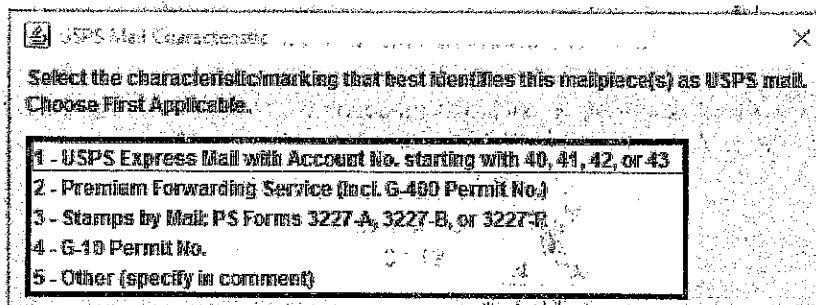 USPS Mail Characteristic
Select the characteristic/marking that best identifies this mailpiece(s) as USPS mail.
Choose First Applicable.
1 - USPS Express Mail with Account No. starting with 40, 41, 42, or 43
2 - Premium Forwarding Service (incl. G-400 Permit No.)
3 - Stamps by Mail: PS Forms 3227-A, 3227-B, or 3227-R
4 - G-10 Permit No.
5 - Other (specify in comment)